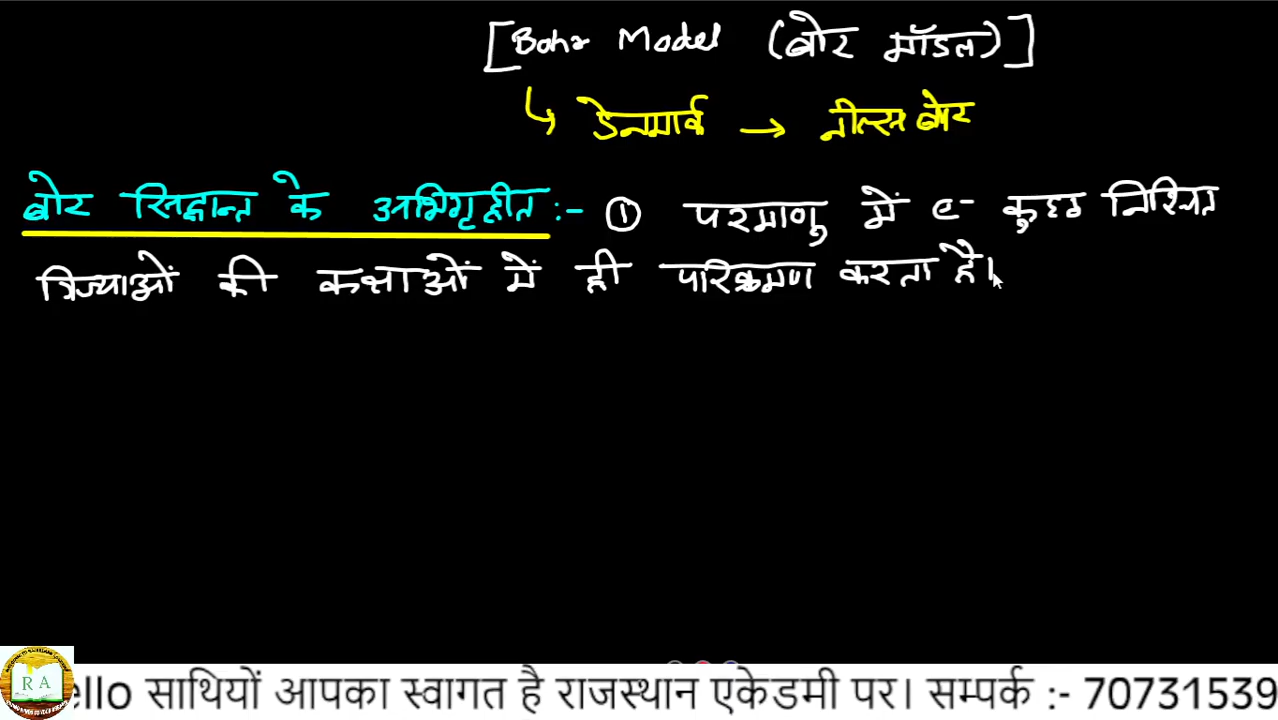 [Bohr Model (बोर मॉडल)]
↳ डेनमार्क → नील्स बोर
बोर सिद्धान्त के अभिगृहीत :- ① परमाणु में e- कुछ निश्चित
त्रिज्याओं की कक्षाओं में ही परिक्रमण करता है।
R A
ello साथियों आपका स्वागत है राजस्थान एकेडमी पर। सम्पर्क :- 70731539